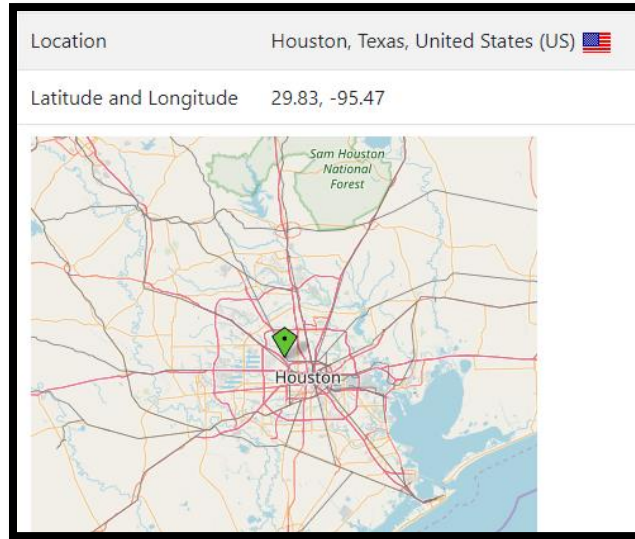 Location Houston, Texas, United States (US)
Latitude and Longitude 29.83, -95.47
Sam Houston
National
Forest
Houston